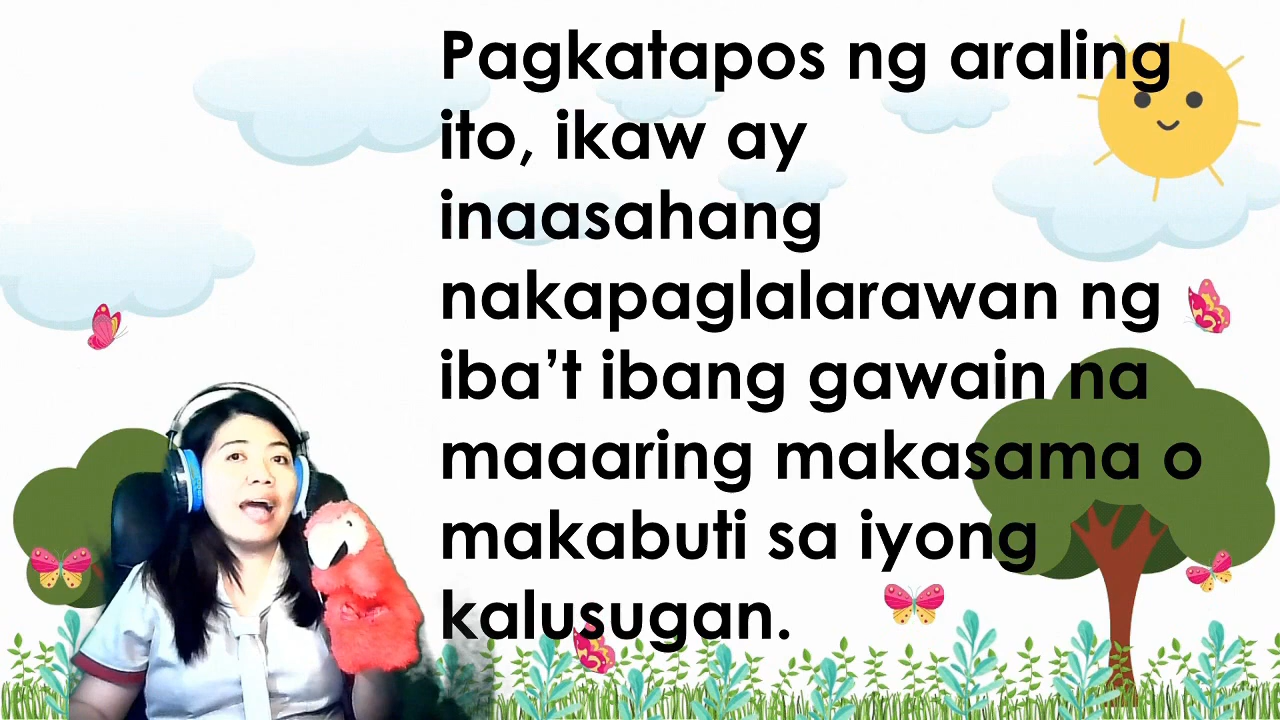 Pagkatapos ng araling
ito, ikaw ay
inaasahang
nakapaglalarawan ng
iba’t ibang gawain na
maaaring makasama o
makabuti sa iyong
kalusugan.